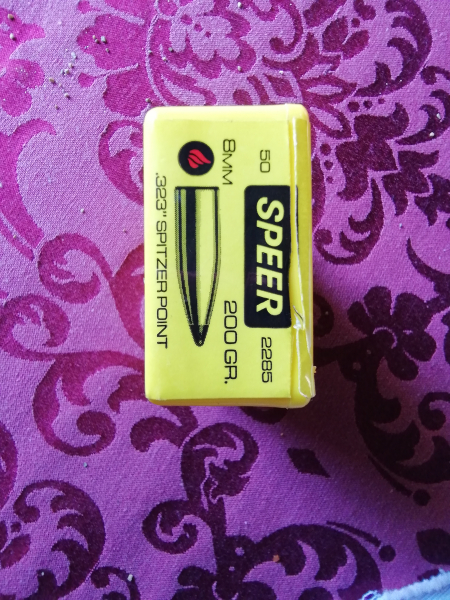 50 SPEER 2285
8MM 200 GR.
.323" SPITZER POINT